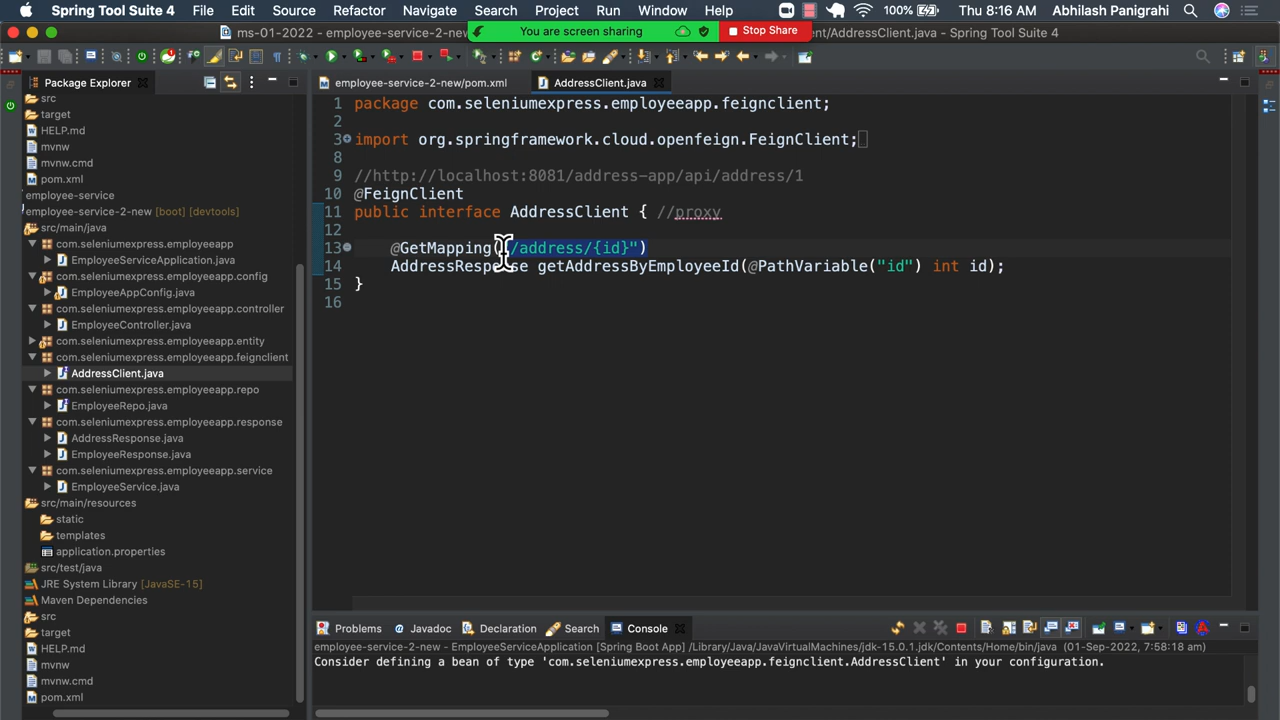 Spring Tool Suite 4 File Edit Source Refactor Navigate Search Project Run Window Help 100% Thu 8:16 AM Abhilash Panigrahi
ms-01-2022 - employee-service-2-new You are screen sharing Stop Share /AddressClient.java - Spring Tool Suite 4
Package Explorer
src
target
HELP.md
mvnw
mvnw.cmd
pom.xml
employee-service
employee-service-2-new [boot] [devtools]
src/main/java
com.seleniumexpress.employeeapp
EmployeeServiceApplication.java
com.seleniumexpress.employeeapp.config
EmployeeAppConfig.java
com.seleniumexpress.employeeapp.controller
EmployeeController.java
com.seleniumexpress.employeeapp.entity
com.seleniumexpress.employeeapp.feignclient
AddressClient.java
com.seleniumexpress.employeeapp.repo
EmployeeRepo.java
com.seleniumexpress.employeeapp.response
AddressResponse.java
EmployeeResponse.java
com.seleniumexpress.employeeapp.service
EmployeeService.java
src/main/resources
static
templates
application.properties
src/test/java
JRE System Library [JavaSE-15]
Maven Dependencies
src
target
HELP.md
mvnw
mvnw.cmd
pom.xml
employee-service-2-new/pom.xml AddressClient.java
1 package com.seleniumexpress.employeeapp.feignclient;
2
3 import org.springframework.cloud.openfeign.FeignClient;
8
9 //http://localhost:8081/address-app/api/address/1
10 @FeignClient
11 public interface AddressClient { //proxy
12
13 @GetMapping("/address/{id}")
14 AddressResponse getAddressByEmployeeId(@PathVariable("id") int id);
15 }
16
Problems Javadoc Declaration Search Console
employee-service-2-new - EmployeeServiceApplication [Spring Boot App] /Library/Java/JavaVirtualMachines/jdk-15.0.1.jdk/Contents/Home/bin/java (01-Sep-2022, 7:58:18 am)
Consider defining a bean of type 'com.seleniumexpress.employeeapp.feignclient.AddressClient' in your configuration.